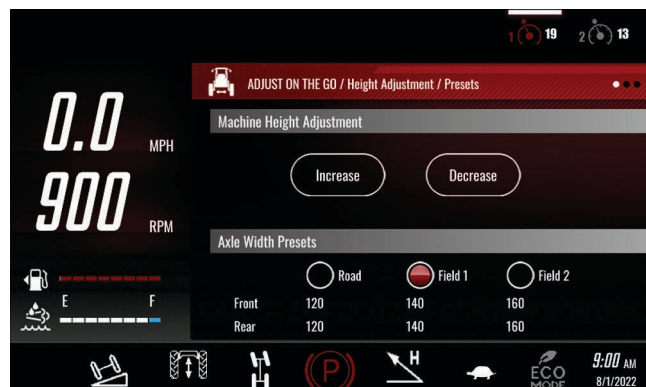 1 19 2 13
ADJUST ON THE GO / Height Adjustment / Presets
Machine Height Adjustment
0.0 MPH
Increase Decrease
900 RPM
Axle Width Presets
Road Field 1 Field 2
E F
Front 120 140 160
Rear 120 140 160
H P H ECO MODE
9:00 AM
8/1/2022